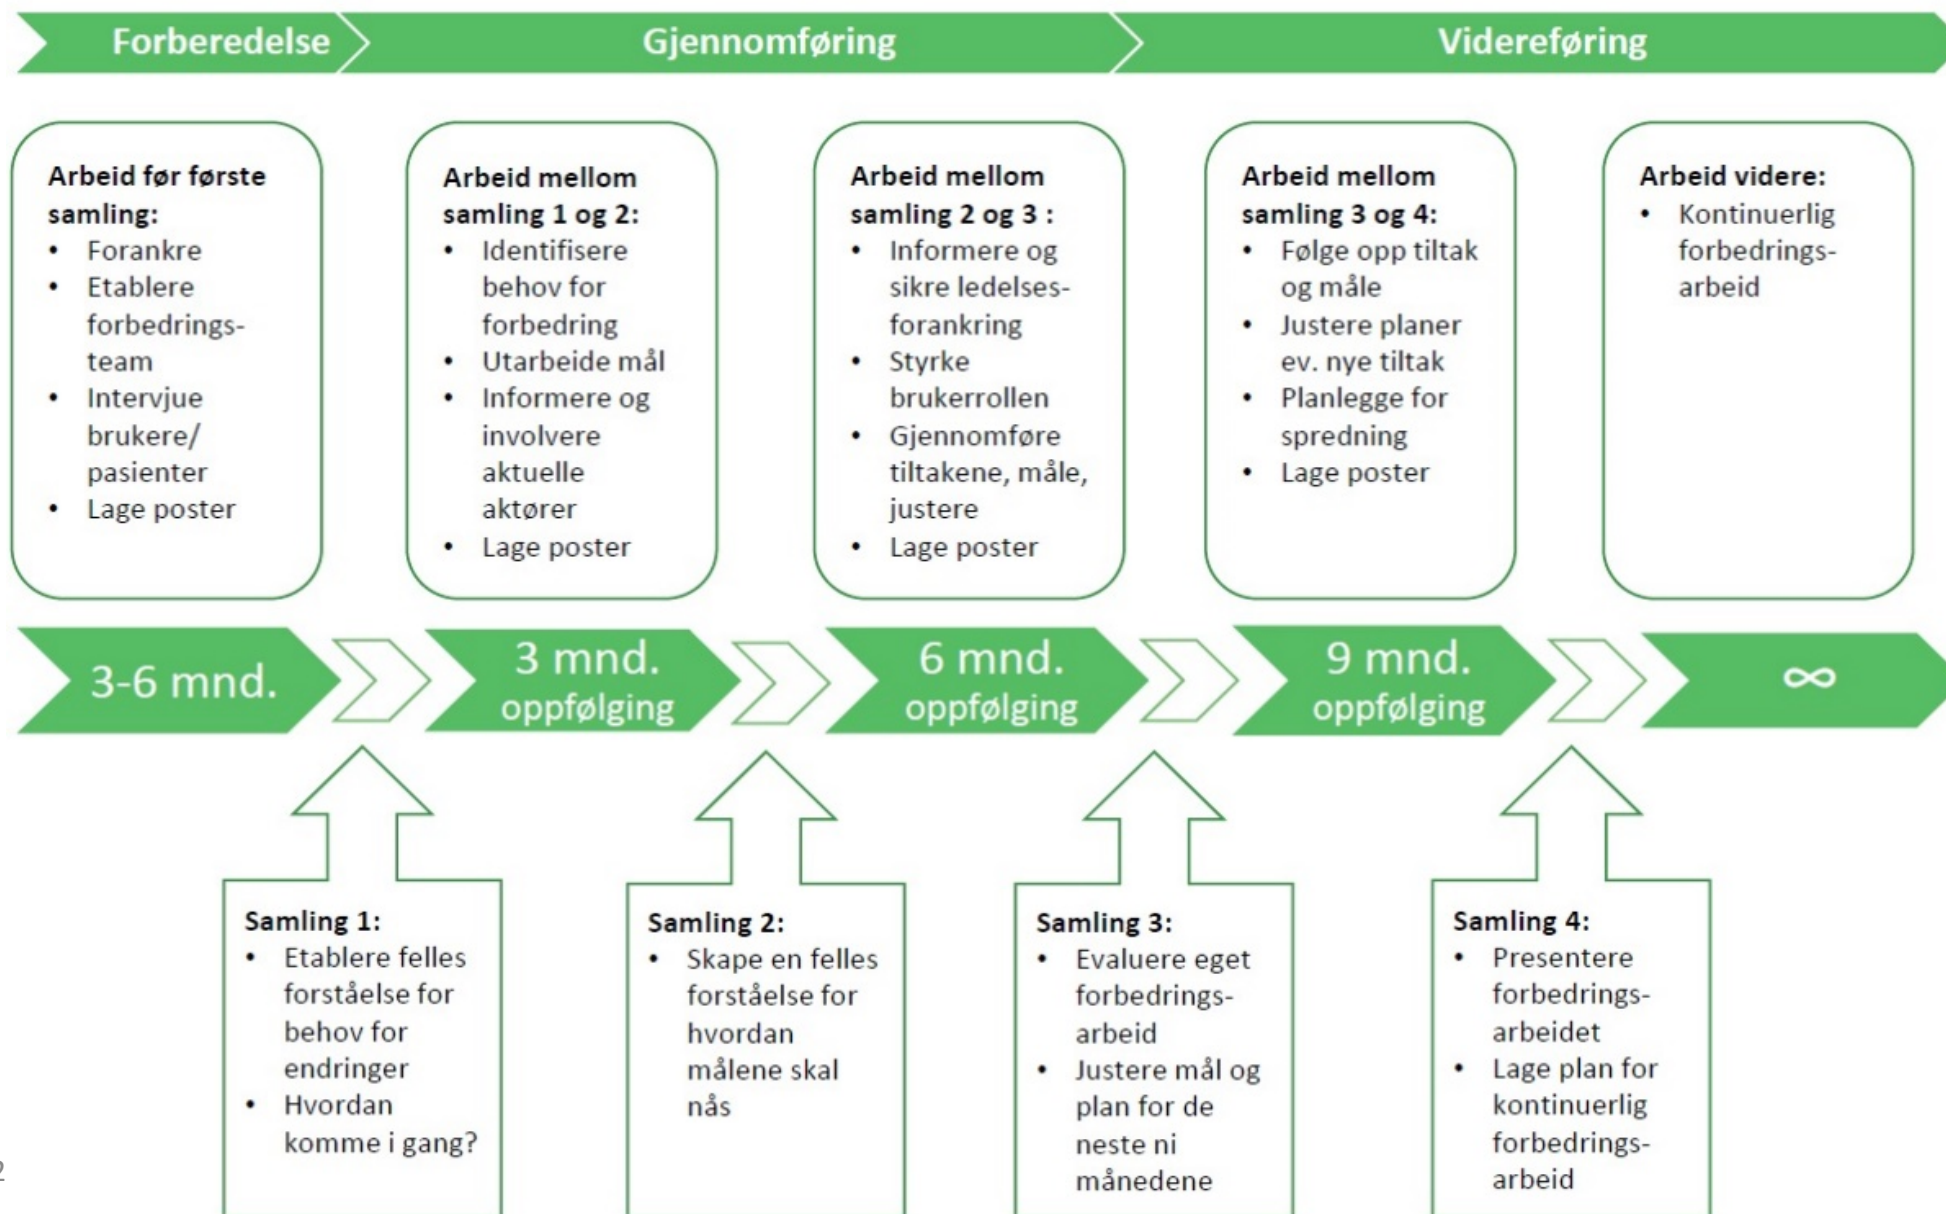 Forberedelse
Gjennomføring
Videreføring
Arbeid før første
samling:
• Forankre
• Etablere
forbedrings-
team
• Intervjue
brukere/
pasienter
• Lage poster
Arbeid mellom
samling 1 og 2:
• Identifisere
behov for
forbedring
• Utarbeide mål
• Informere og
involvere
aktuelle
aktører
• Lage poster
Arbeid mellom
samling 2 og 3 :
• Informere og
sikre ledelses-
forankring
• Styrke
brukerrollen
• Gjennomføre
tiltakene, måle,
justere
• Lage poster
Arbeid mellom
samling 3 og 4:
• Følge opp tiltak
og måle
• Justere planer
ev. nye tiltak
• Planlegge for
spredning
• Lage poster
Arbeid videre:
• Kontinuerlig
forbedrings-
arbeid
3-6 mnd.
3 mnd.
oppfølging
6 mnd.
oppfølging
9 mnd.
oppfølging
∞
Samling 1:
• Etablere felles
forståelse for
behov for
endringer
• Hvordan
komme i gang?
Samling 2:
• Skape en felles
forståelse for
hvordan
målene skal
nås
Samling 3:
• Evaluere eget
forbedrings-
arbeid
• Justere mål og
plan for de
neste ni
månedene
Samling 4:
• Presentere
forbedrings-
arbeidet
• Lage plan for
kontinuerlig
forbedrings-
arbeid
2